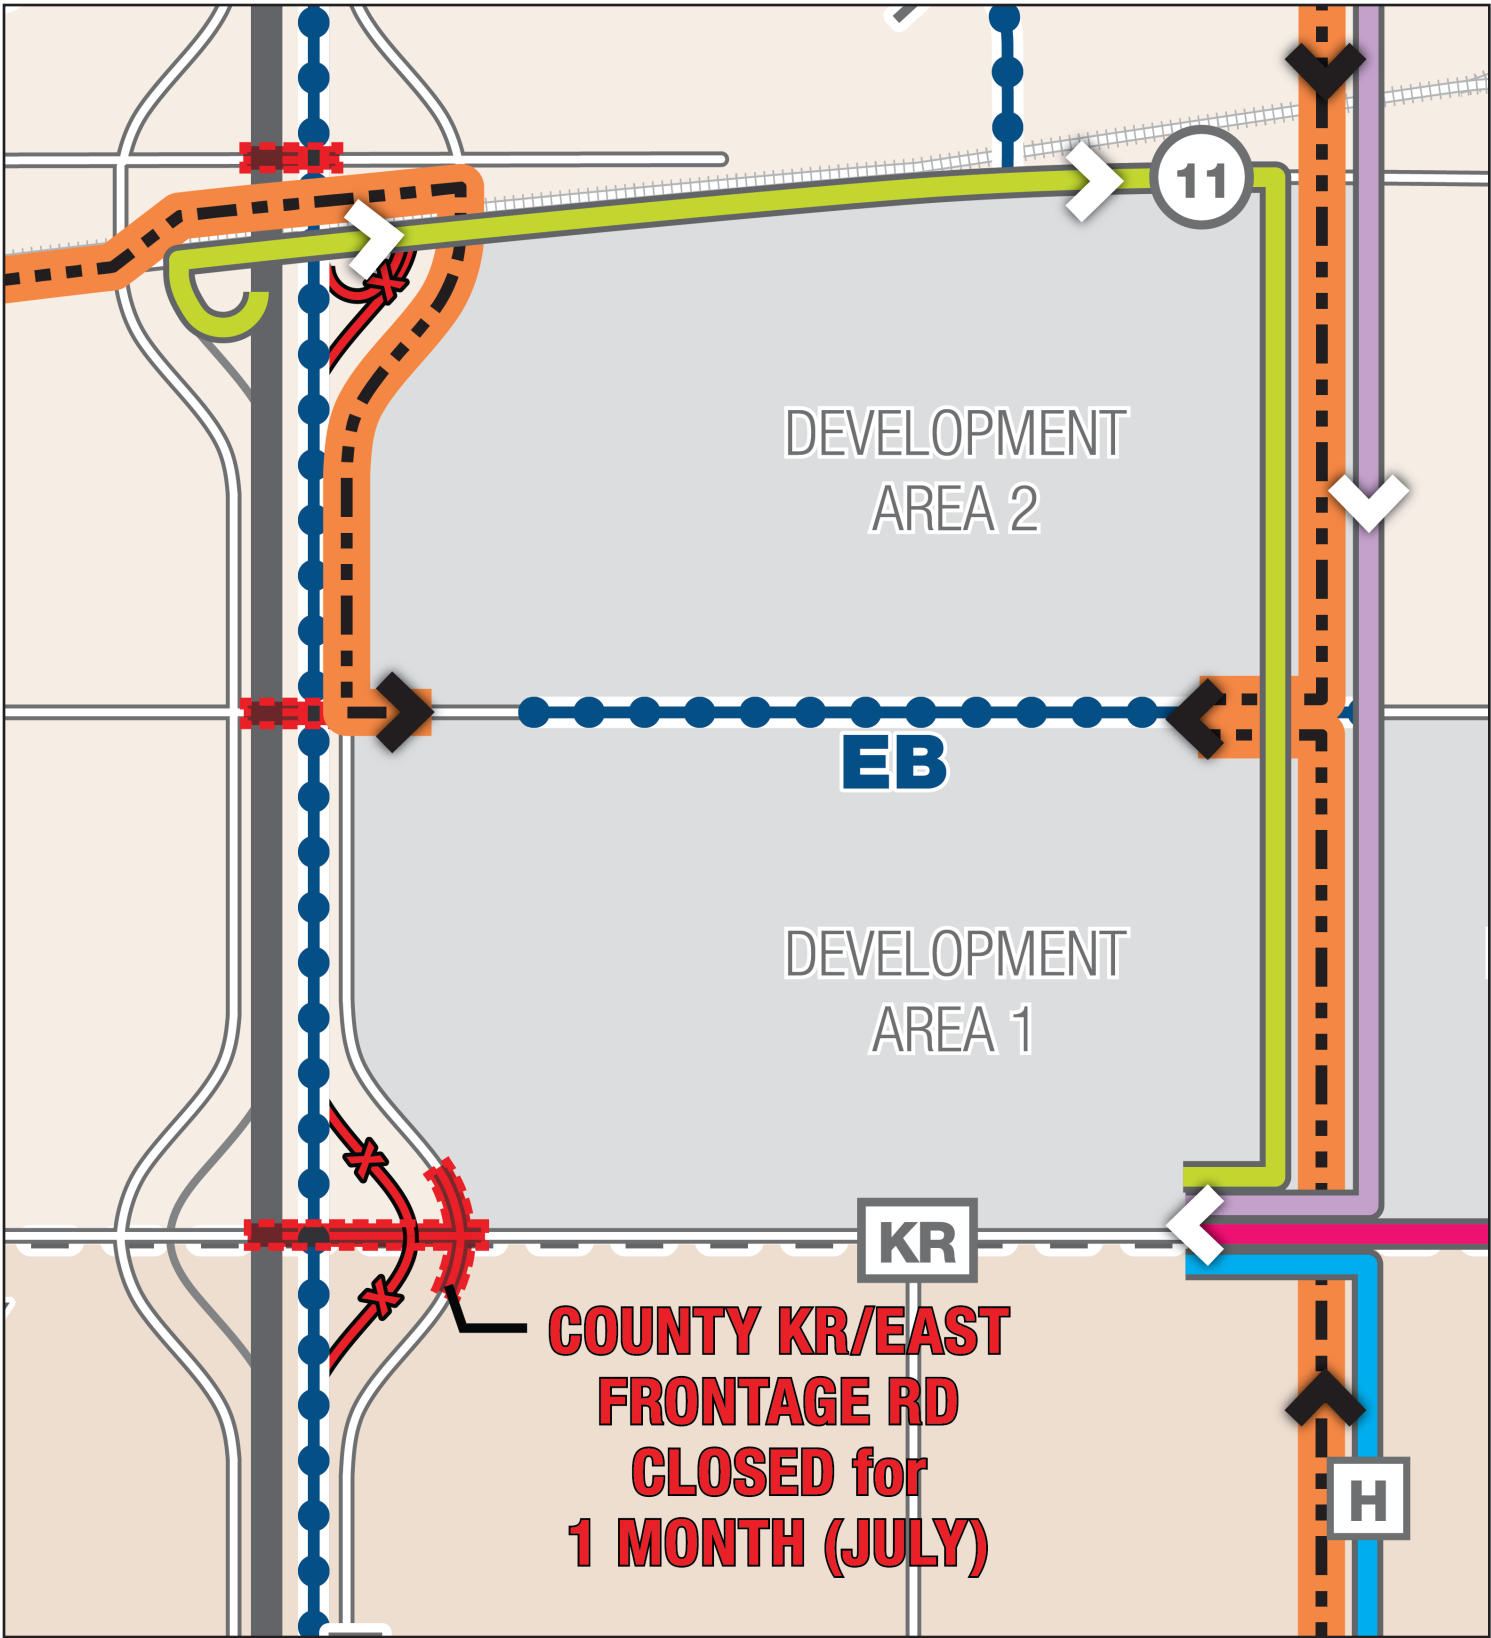 11
DEVELOPMENT
AREA 2
EB
DEVELOPMENT
AREA 1
KR
COUNTY KR/EAST
FRONTAGE RD
CLOSED for
1 MONTH (JULY)
H